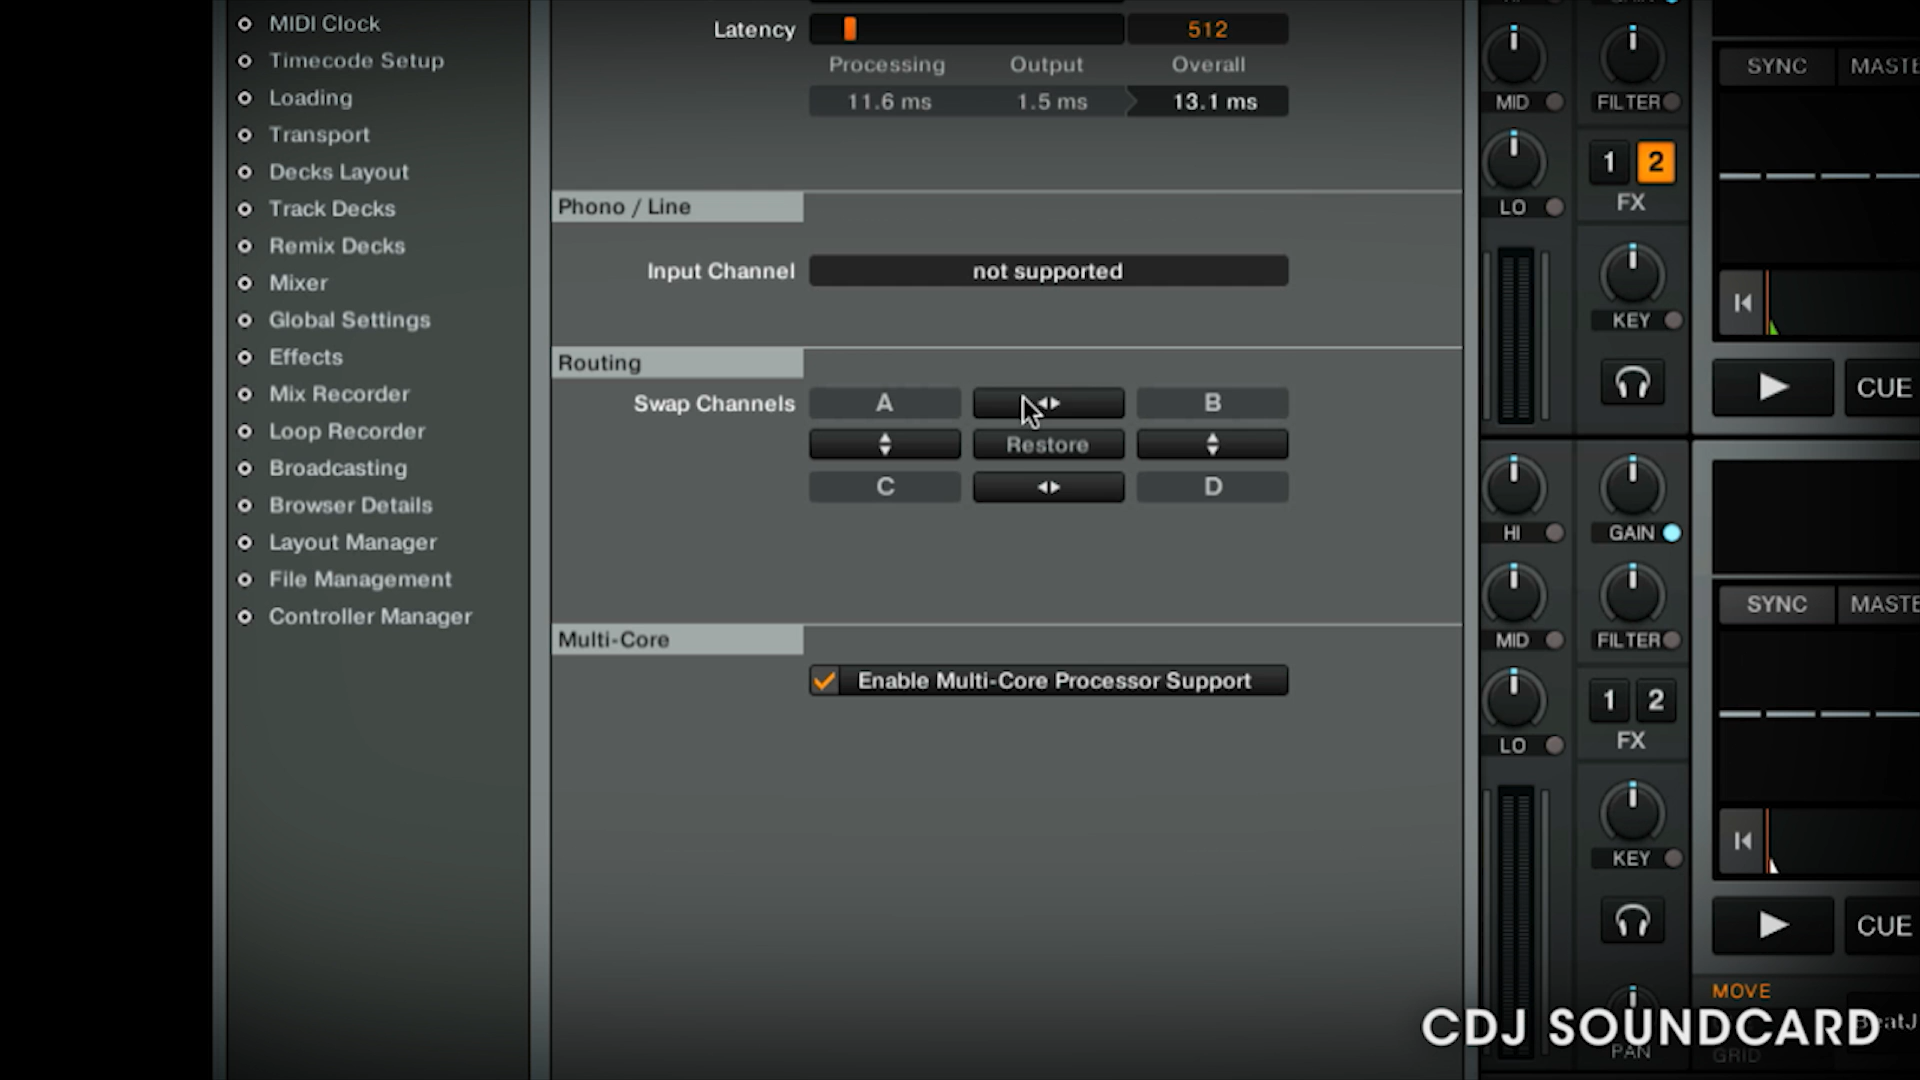 MIDI Clock
Timecode Setup
Loading
Transport
Decks Layout
Track Decks
Remix Decks
Mixer
Global Settings
Effects
Mix Recorder
Loop Recorder
Broadcasting
Browser Details
Layout Manager
File Management
Controller Manager
Latency 512
Processing Output Overall
11.6 ms 1.5 ms 13.1 ms
Phono / Line
Input Channel not supported
Routing
Swap Channels A B
Restore
C D
Multi-Core
Enable Multi-Core Processor Support
MID FILTER
LO 1 2
FX
KEY
SYNC
CUE
HI GAIN
MID FILTER
LO 1 2
FX
KEY
PAN
SYNC
CUE
MOVE
GRID
CDJ SOUNDCARD